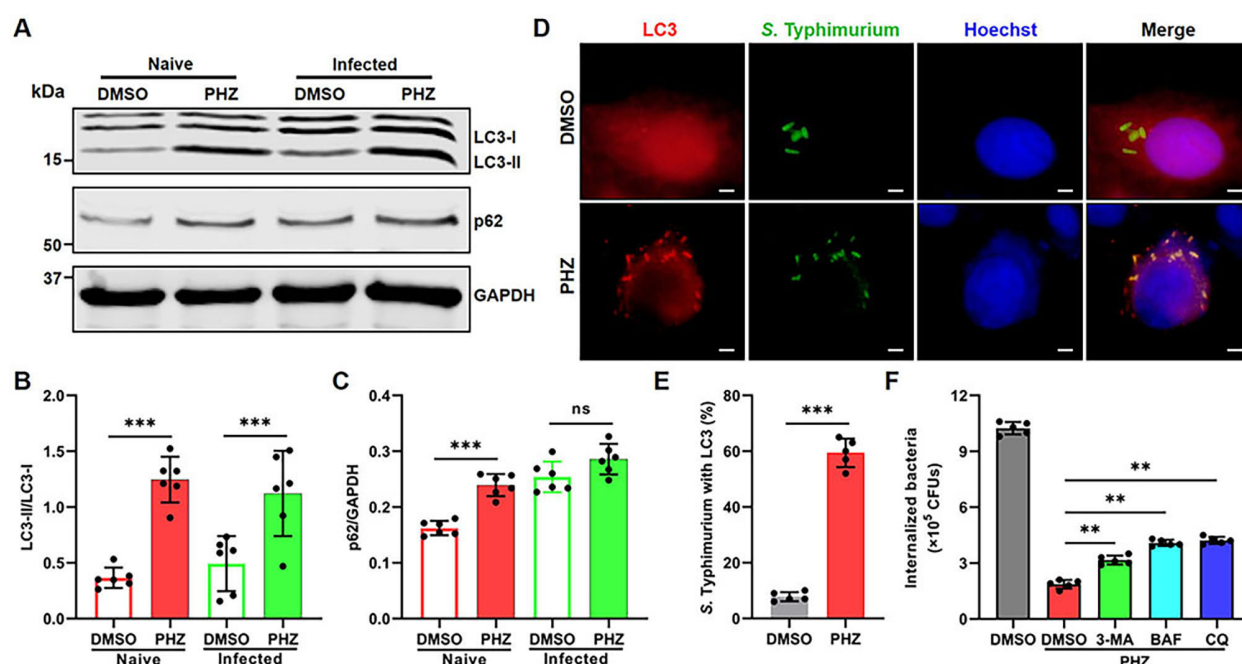 A
Naive Infected
kDa DMSO PHZ DMSO PHZ
LC3-I
LC3-II
15
p62
50
37
GAPDH
D
LC3 S. Typhimurium Hoechst Merge
DMSO
PHZ
B
LC3-II/LC3-I
2.0
1.5
1.0
0.5
0.0
*** ***
DMSO PHZ DMSO PHZ
Naive Infected
C
p62/GAPDH
0.4
0.3
0.2
0.1
0.0
*** ns
DMSO PHZ DMSO PHZ
Naive Infected
E
S. Typhimurium with LC3 (%)
80
60
40
20
0
***
DMSO PHZ
F
Internalized bacteria
(×10⁵ CFUs)
12
9
6
3
0
**
**
**
DMSO DMSO 3-MA BAF CQ
PHZ